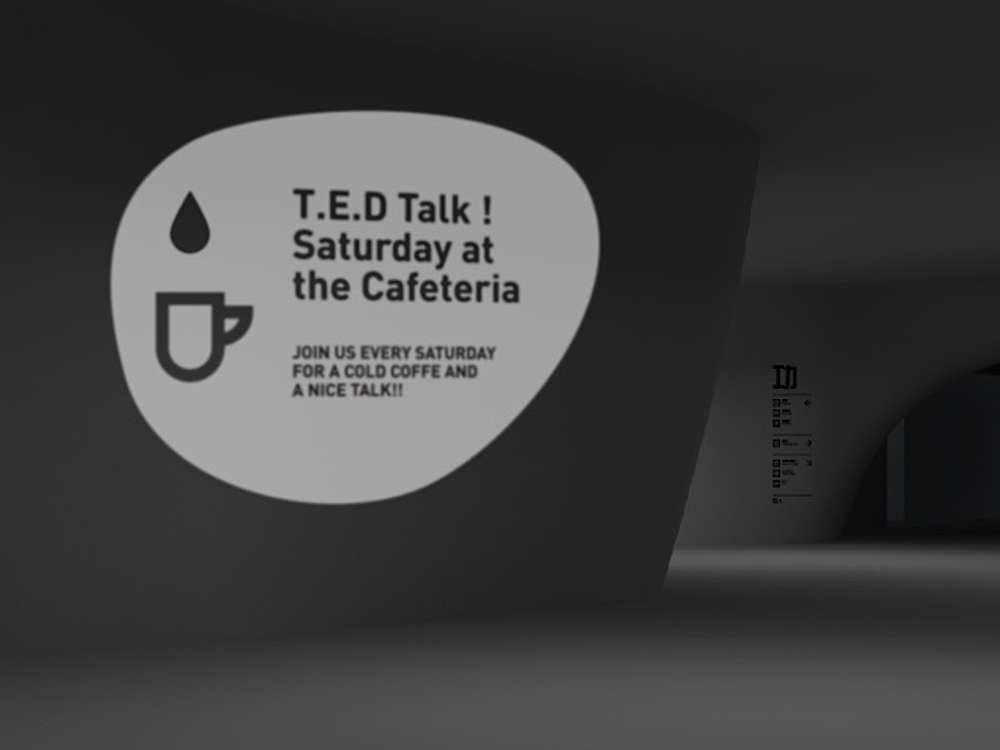 T.E.D Talk !
Saturday at
the Cafeteria
JOIN US EVERY SATURDAY
FOR A COLD COFFE AND
A NICE TALK!!